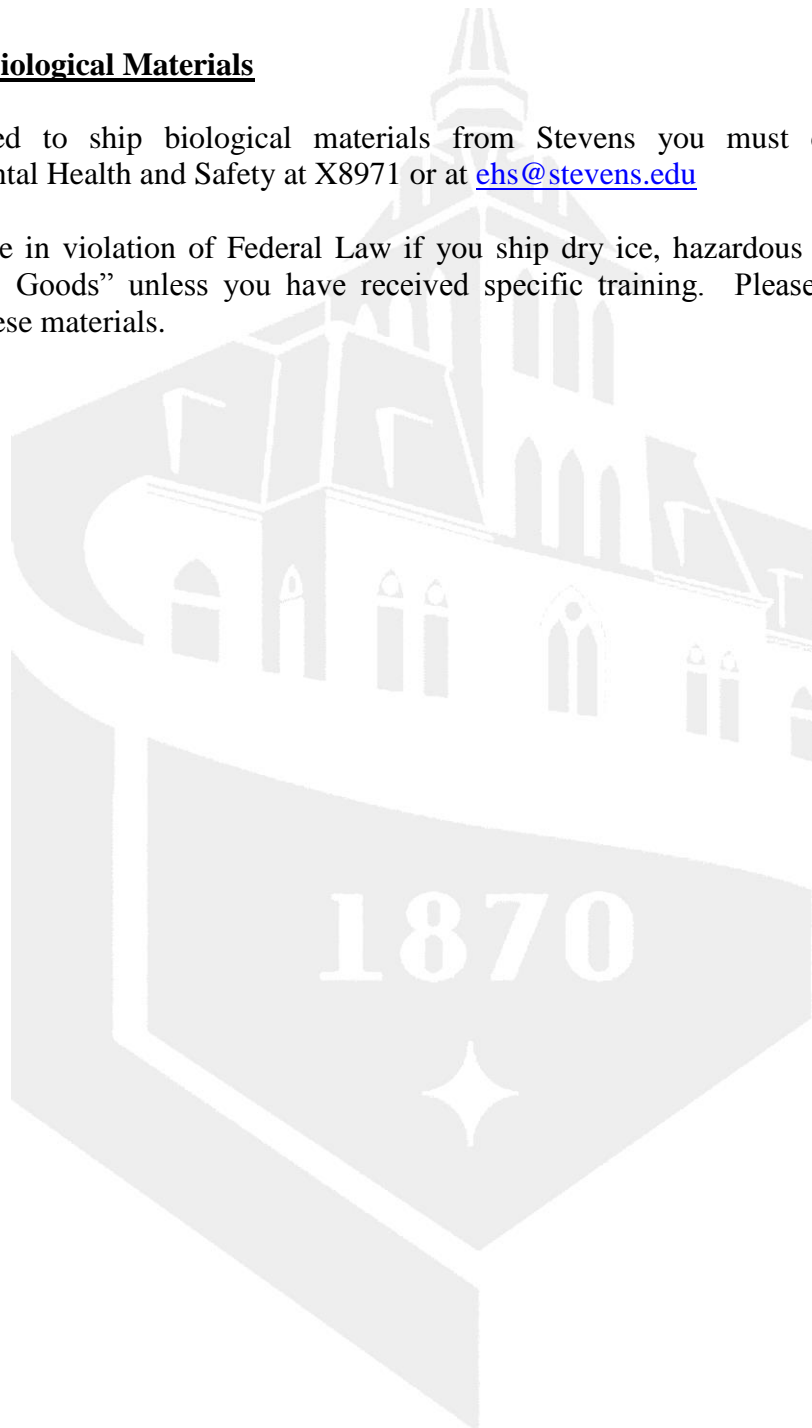 iological Materials
ed to ship biological materials from Stevens you must
ntal Health and Safety at X8971 or at ehs@stevens.edu
e in violation of Federal Law if you ship dry ice, hazardous
Goods” unless you have received specific training. Please
ese materials.
1870